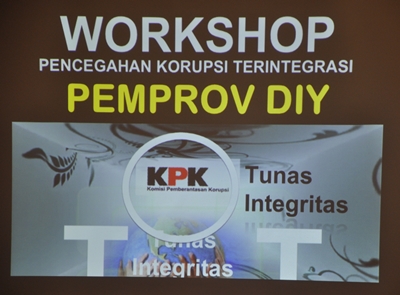 WORKSHOP
PENCEGAHAN KORUPSI TERINTEGRASI
PEMPROV DIY
KPK
Komisi Pemberantasan Korupsi
Tunas
Integritas
T T
Tunas
Integritas